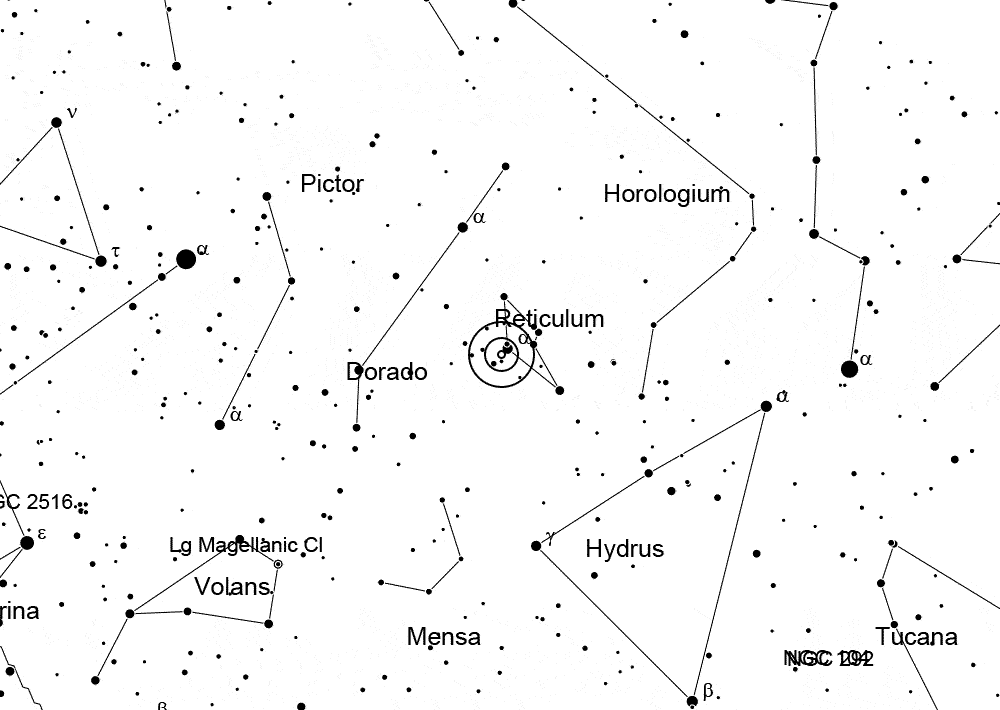 ν
Pictor
Horologium
α
τ
α
Reticulum
α
α
Dorado
α
α
GC 2516
ε
γ
Lg Magellanic Cl
Hydrus
Volans
rina
Mensa
Tucana
NGC 292
β
β